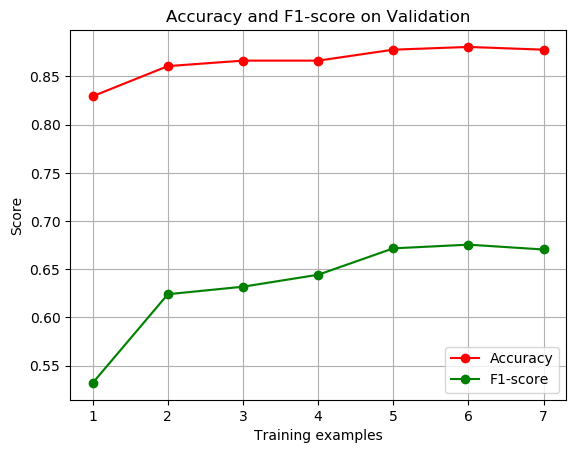 Accuracy and F1-score on Validation
Score
0.85
0.80
0.75
0.70
0.65
0.60
0.55
Accuracy
F1-score
1 2 3 4 5 6 7
Training examples